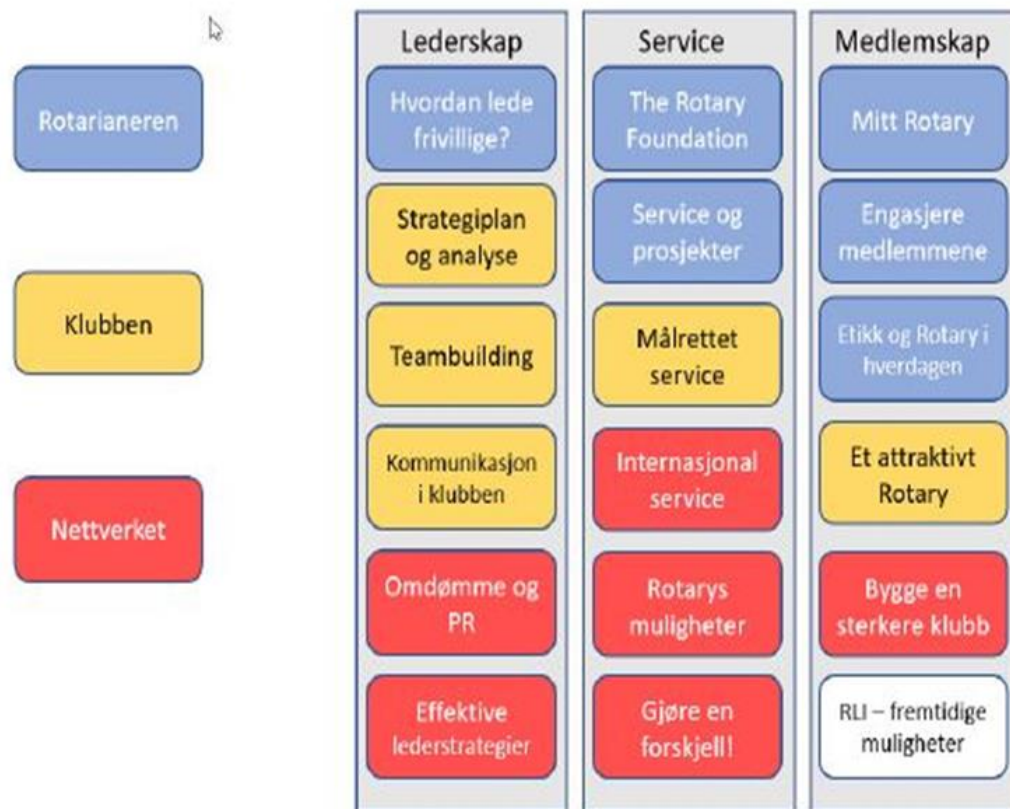 Rotarianeren
Klubben
Nettverket
Lederskap
Hvordan lede
frivillige?
Strategiplan
og analyse
Teambuilding
Kommunikasjon
i klubben
Omdømme og
PR
Effektive
lederstrategier
Service
The Rotary
Foundation
Service og
prosjekter
Målrettet
service
Internasjonal
service
Rotarys
muligheter
Gjøre en
forskjell!
Medlemskap
Mitt Rotary
Engasjere
medlemmene
Etikk og Rotary i
hverdagen
Et attraktivt
Rotary
Bygge en
sterkere klubb
RLI – fremtidige
muligheter